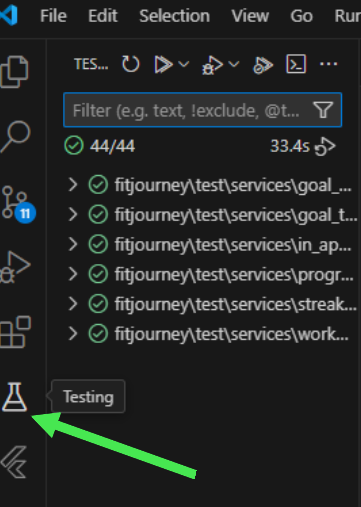 File Edit Selection View Go Run
TES...
Filter (e.g. text, !exclude, @t...
44/44 33.4s
fitjourney\test\services\goal_...
fitjourney\test\services\goal_t...
11
fitjourney\test\services\in_ap...
fitjourney\test\services\progr...
fitjourney\test\services\streak...
fitjourney\test\services\work...
Testing